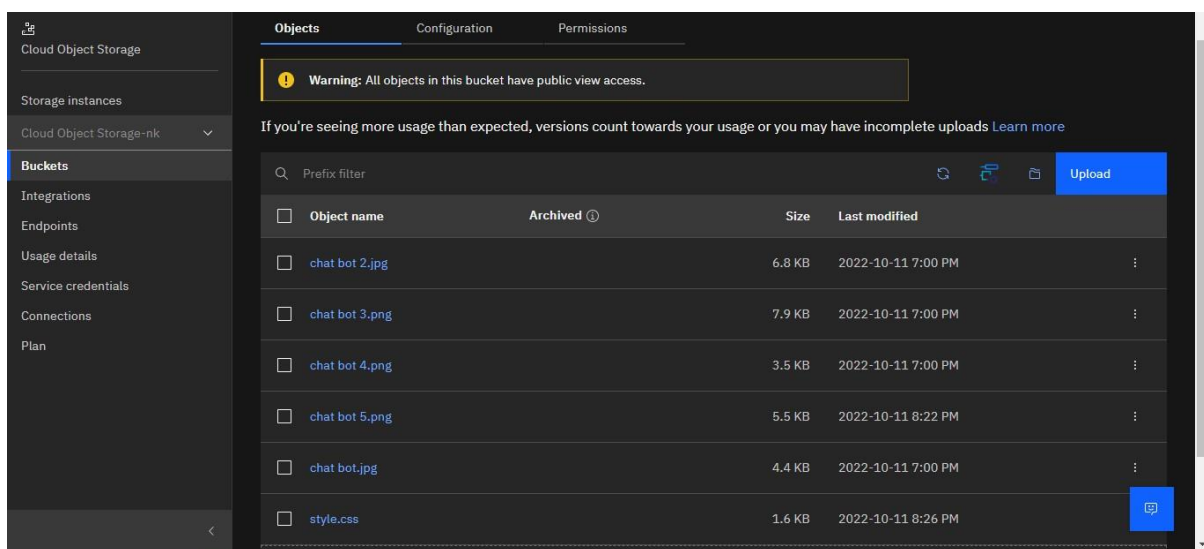 Cloud Object Storage
Storage instances
Cloud Object Storage-nk
Buckets
Integrations
Endpoints
Usage details
Service credentials
Connections
Plan
Objects Configuration Permissions
Warning: All objects in this bucket have public view access.
If you're seeing more usage than expected, versions count towards your usage or you may have incomplete uploads Learn more
Prefix filter Upload
Object name Archived Size Last modified
chat bot 2.jpg 6.8 KB 2022-10-11 7:00 PM
chat bot 3.png 7.9 KB 2022-10-11 7:00 PM
chat bot 4.png 3.5 KB 2022-10-11 7:00 PM
chat bot 5.png 5.5 KB 2022-10-11 8:22 PM
chat bot.jpg 4.4 KB 2022-10-11 7:00 PM
style.css 1.6 KB 2022-10-11 8:26 PM